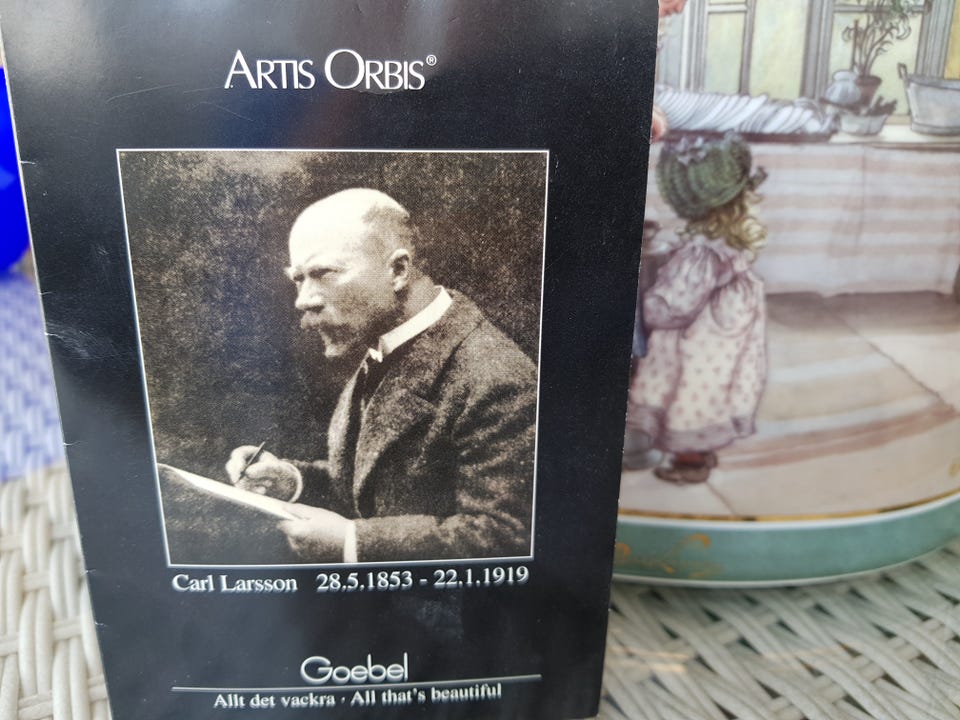 ARTIS ORBIS®
Carl Larsson 28.5.1853 - 22.1.1919
Goebel
Allt det vackra · All that's beautiful